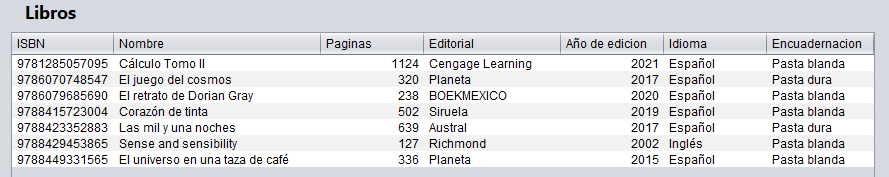 Libros
ISBN Nombre Paginas Editorial Año de edicion Idioma Encuadernacion
9781285057095 Cálculo Tomo II 1124 Cengage Learning 2021 Español Pasta blanda
9786070748547 El juego del cosmos 320 Planeta 2017 Español Pasta dura
9786079685690 El retrato de Dorian Gray 238 BOEKMEXICO 2020 Español Pasta blanda
9788415723004 Corazón de tinta 502 Siruela 2019 Español Pasta blanda
9788423352883 Las mil y una noches 639 Austral 2017 Español Pasta dura
9788429453865 Sense and sensibility 127 Richmond 2002 Inglés Pasta blanda
9788449331565 El universo en una taza de café 336 Planeta 2015 Español Pasta blanda